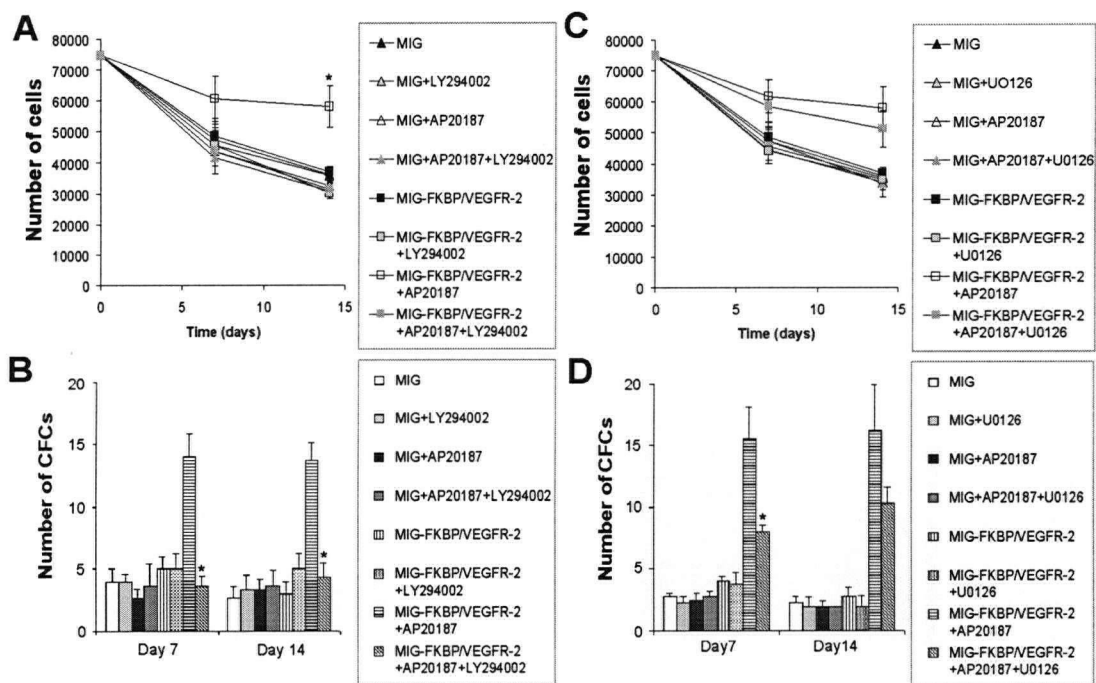 A
Number of cells
80000
70000
60000
50000
40000
30000
20000
10000
0
*
0 5 10 15
Time (days)
MIG
MIG+LY294002
MIG+AP20187
MIG+AP20187+LY294002
MIG-FKBP/VEGFR-2
MIG-FKBP/VEGFR-2
+LY294002
MIG-FKBP/VEGFR-2
+AP20187
MIG-FKBP/VEGFR-2
+AP20187+LY294002
C
Number of cells
80000
70000
60000
50000
40000
30000
20000
10000
0
0 5 10 15
Time (days)
MIG
MIG+UO126
MIG+AP20187
MIG+AP20187+U0126
MIG-FKBP/VEGFR-2
MIG-FKBP/VEGFR-2
+U0126
MIG-FKBP/VEGFR-2
+AP20187
MIG-FKBP/VEGFR-2
+AP20187+U0126
B
Number of CFCs
20
15
10
5
0
*
*
Day 7 Day 14
MIG
MIG+LY294002
MIG+AP20187
MIG+AP20187+LY294002
MIG-FKBP/VEGFR-2
MIG-FKBP/VEGFR-2
+LY294002
MIG-FKBP/VEGFR-2
+AP20187
MIG-FKBP/VEGFR-2
+AP20187+LY294002
D
Number of CFCs
20
15
10
5
0
*
Day7 Day14
MIG
MIG+U0126
MIG+AP20187
MIG+AP20187+U0126
MIG-FKBP/VEGFR-2
MIG-FKBP/VEGFR-2
+U0126
MIG-FKBP/VEGFR-2
+AP20187
MIG-FKBP/VEGFR-2
+AP20187+U0126